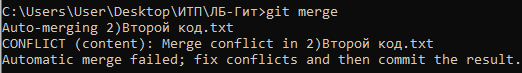 C:\Users\User\Desktop\ИТП\ЛБ-Гит>git merge
Auto-merging 2)Второй код.txt
CONFLICT (content): Merge conflict in 2)Второй код.txt
Automatic merge failed; fix conflicts and then commit the result.